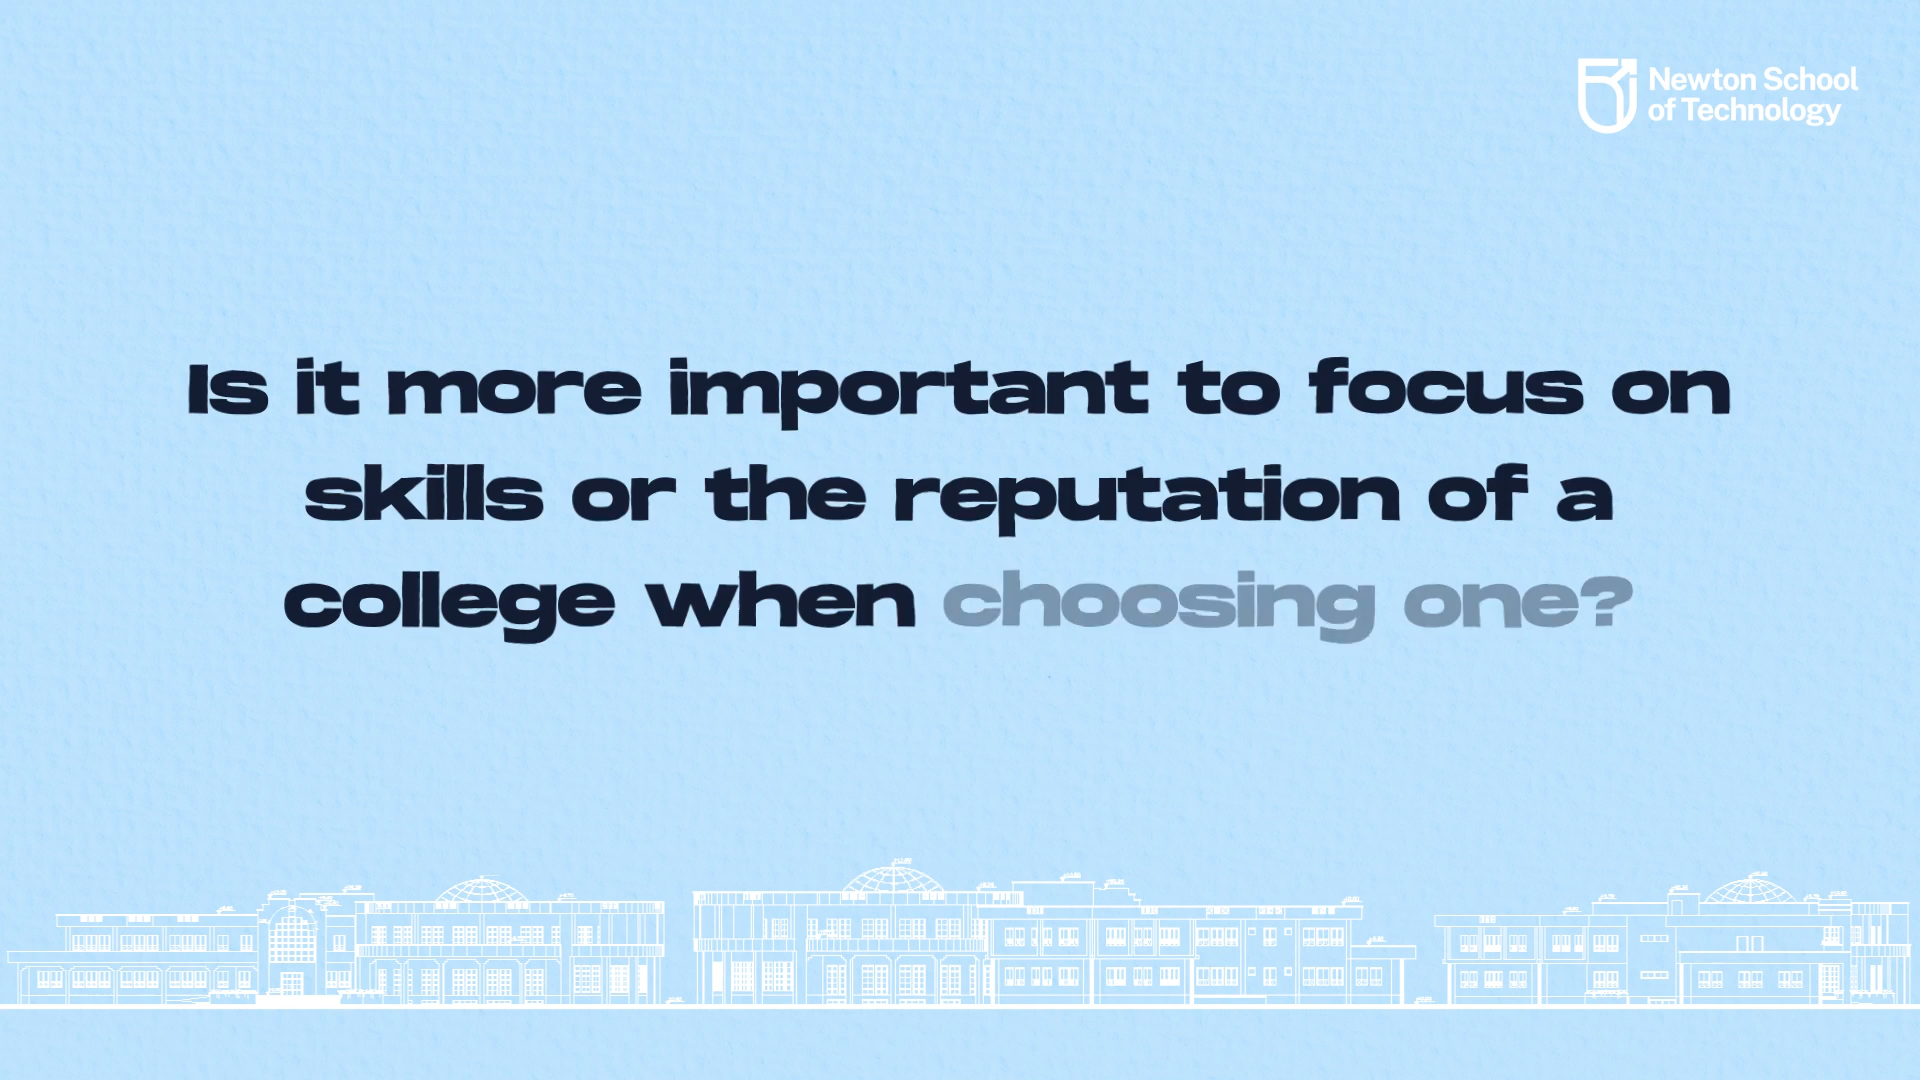 Newton School
of Technology
Is it more important to focus on
skills or the reputation of a
college when choosing one?